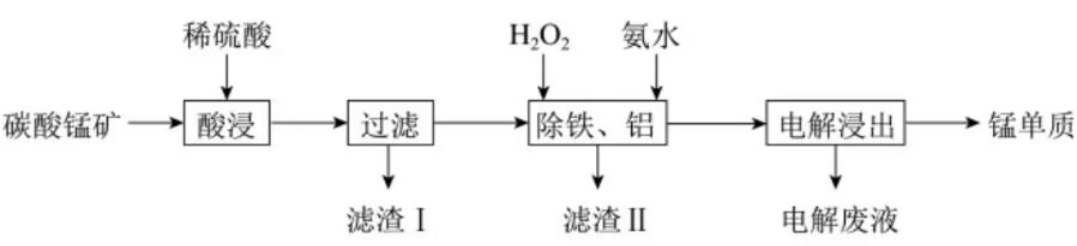 稀硫酸 H₂O₂ 氨水
碳酸锰矿 酸浸 过滤 除铁、铝 电解浸出 锰单质
滤渣Ⅰ 滤渣Ⅱ 电解废液